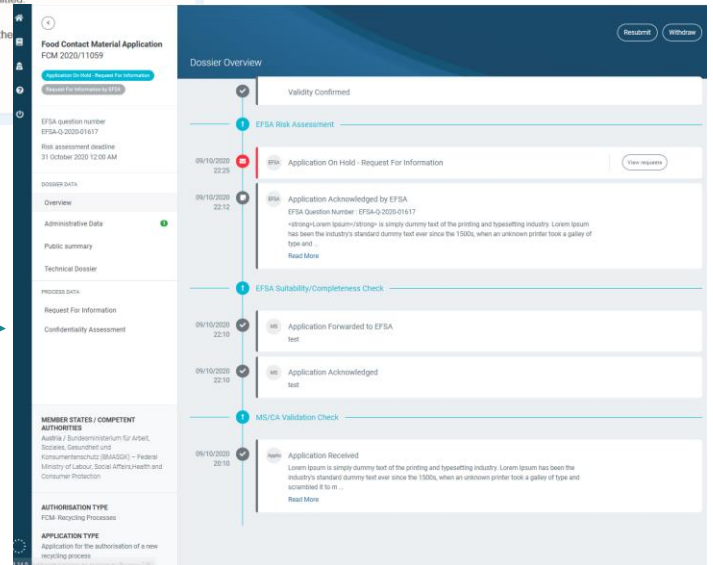 the
Food Contact Material Application
FCM 2020/11059
Application On Hold - Request For Information
Request For Information by EFSA
EFSA question number
EFSA-Q-2020-01617
Risk assessment deadline
31 October 2020 12:00 AM
DOSSIER DATA
Overview
Administrative Data
Public summary
Technical Dossier
PROCESS DATA
Request For Information
Confidentiality Assessment
MEMBER STATES / COMPETENT
AUTHORITIES
Austria / Bundesministerium für Arbeit,
Soziales, Gesundheit und
Konsumentenschutz (BMASGK) – Federal
Ministry of Labour, Social Affairs,Health and
Consumer Protection
AUTHORISATION TYPE
FCM- Recycling Processes
APPLICATION TYPE
Application for the authorisation of a new
recycling process
Resubmit
Withdraw
Dossier Overview
Validity Confirmed
EFSA Risk Assessment
09/10/2020
22:25
EFSA
Application On Hold - Request For Information
View requests
09/10/2020
22:12
EFSA
Application Acknowledged by EFSA
EFSA Question Number : EFSA-Q-2020-01617
<strong>Lorem Ipsum</strong> is simply dummy text of the printing and typesetting industry. Lorem Ipsum
has been the industry's standard dummy text ever since the 1500s, when an unknown printer took a galley of
type and ...
Read More
EFSA Suitability/Completeness Check
09/10/2020
22:10
MS
Application Forwarded to EFSA
test
09/10/2020
22:10
MS
Application Acknowledged
test
MS/CA Validation Check
09/10/2020
20:10
Application Received
Lorem Ipsum is simply dummy text of the printing and typesetting industry. Lorem Ipsum has been the
industry's standard dummy text ever since the 1500s, when an unknown printer took a galley of type and
scrambled it to m ...
Read More